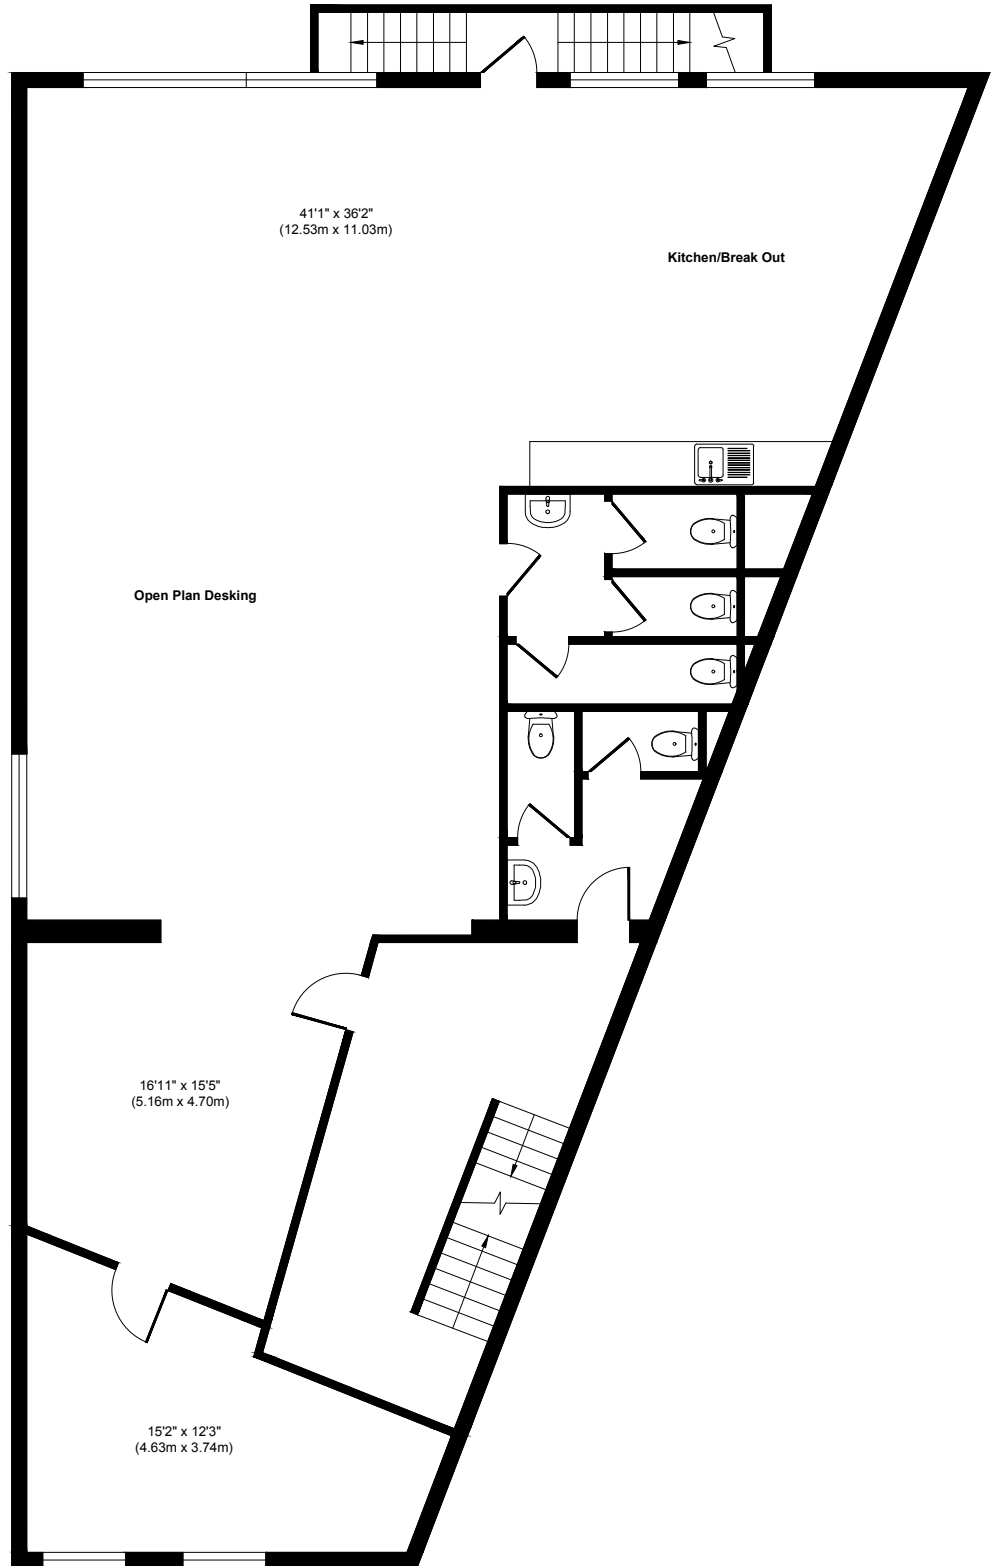 41'1" x 36'2"
(12.53m x 11.03m)
Kitchen/Break Out
Open Plan Desking
16'11" x 15'5"
(5.16m x 4.70m)
15'2" x 12'3"
(4.63m x 3.74m)